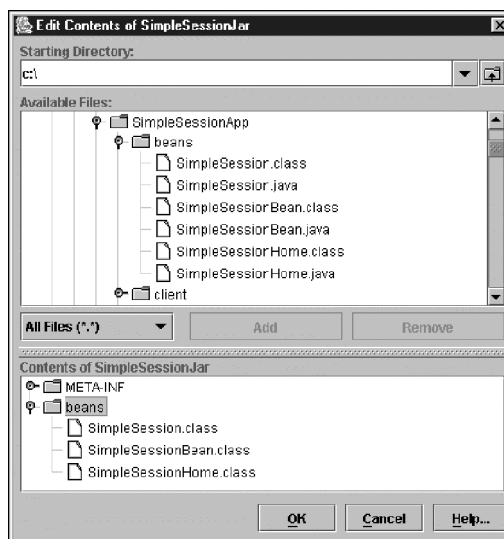 Edit Contents of SimpleSessionJar
Starting Directory:
c:\
Available Files:
SimpleSessionApp
beans
SimpleSession.class
SimpleSession.java
SimpleSessionBean.class
SimpleSessionBean.java
SimpleSessionHome.class
SimpleSessionHome.java
client
All Files (*.*) Add Remove
Contents of SimpleSessionJar
META-INF
beans
SimpleSession.class
SimpleSessionBean.class
SimpleSessionHome.class
OK Cancel Help...